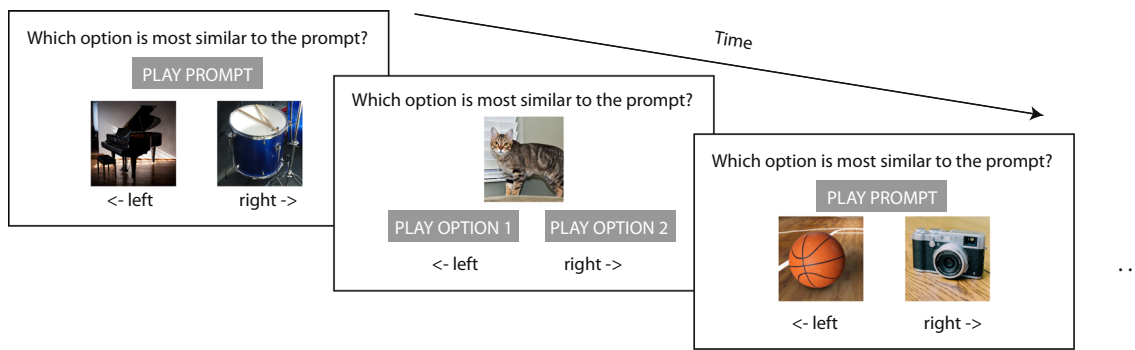 Which option is most similar to the prompt?
PLAY PROMPT
<- left
right ->
Time
Which option is most similar to the prompt?
PLAY OPTION 1
PLAY OPTION 2
<- left
right ->
Which option is most similar to the prompt?
PLAY PROMPT
<- left
right ->
..